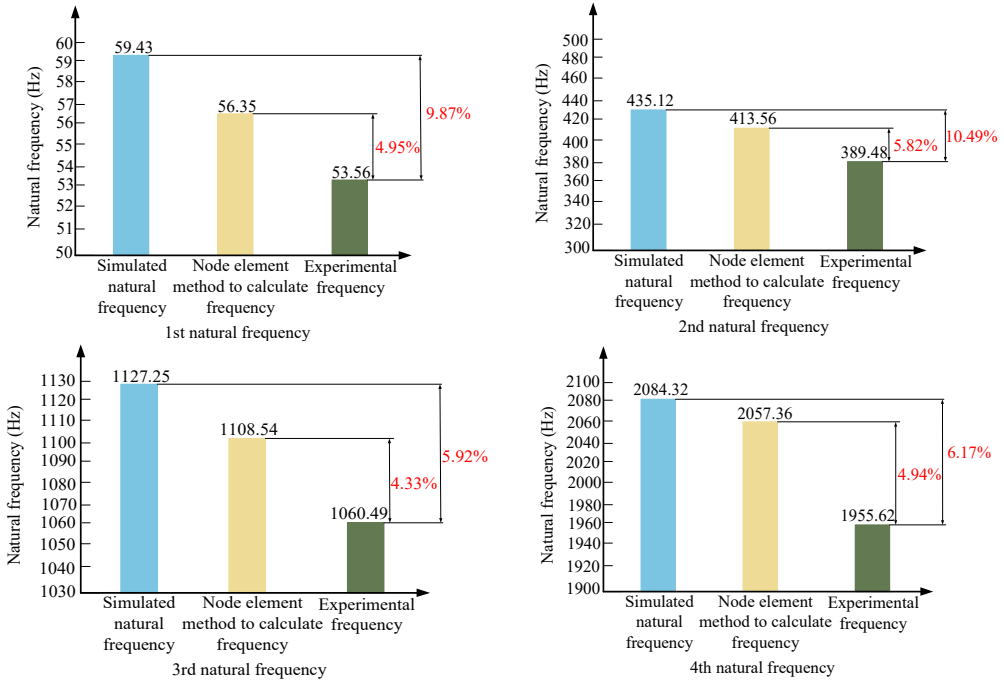 Natural frequency (Hz)
60
59
58
57
56
55
54
53
52
51
50
59.43
56.35
53.56
4.95%
9.87%
Simulated
natural
frequency
Node element
method to calculate
frequency
Experimental
frequency
1st natural frequency
Natural frequency (Hz)
500
480
460
440
420
400
380
360
340
320
300
435.12
413.56
389.48
5.82%
10.49%
Simulated
natural
frequency
Node element
method to calculate
frequency
Experimental
frequency
2nd natural frequency
Natural frequency (Hz)
1130
1120
1110
1100
1090
1080
1070
1060
1050
1040
1030
1127.25
1108.54
1060.49
4.33%
5.92%
Simulated
natural
frequency
Node element
method to calculate
frequency
Experimental
frequency
3rd natural frequency
Natural frequency (Hz)
2100
2080
2060
2040
2020
2000
1980
1960
1940
1920
1900
2084.32
2057.36
1955.62
4.94%
6.17%
Simulated
natural
frequency
Node element
method to calculate
frequency
Experimental
frequency
4th natural frequency